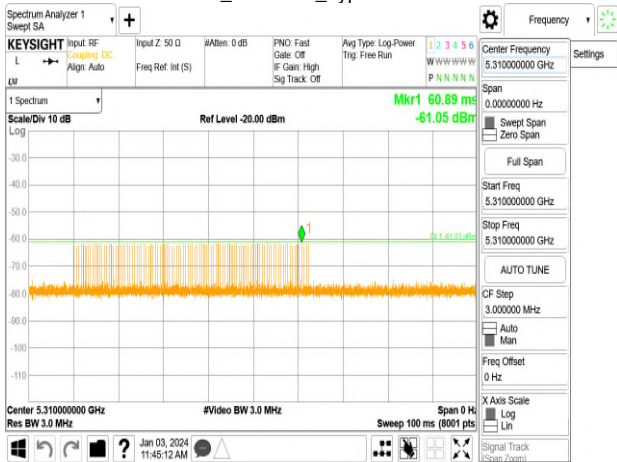 Spectrum Analyzer 1
Swept SA
Frequency
Settings
KEYSIGHT
L
Input: RF
Coupling: DC
Align: Auto
Input Z: 50 Ω
Freq Ref: Int (S)
#Atten: 0 dB
PNO: Fast
Gate: Off
IF Gain: High
Sig Track: Off
Avg Type: Log-Power
Trig: Free Run
1 2 3 4 5 6
W W W W W W
P N N N N N
1 Spectrum
Scale/Div 10 dB
Ref Level -20.00 dBm
Mkr1 60.89 ms
-61.05 dBm
Log
-30.0
-40.0
-50.0
-60.0
-70.0
-80.0
-90.0
-100
-110
1
Center 5.310000000 GHz
Res BW 3.0 MHz
#Video BW 3.0 MHz
Span 0 Hz
Sweep 100 ms (8001 pts)
Jan 03, 2024
11:45:12 AM
Center Frequency
5.310000000 GHz
Span
0.00000000 Hz
Swept Span
Zero Span
Full Span
Start Freq
5.310000000 GHz
Stop Freq
5.310000000 GHz
AUTO TUNE
CF Step
3.000000 MHz
Auto
Man
Freq Offset
0 Hz
X Axis Scale
Log
Lin
Signal Track
(Span Zoom)